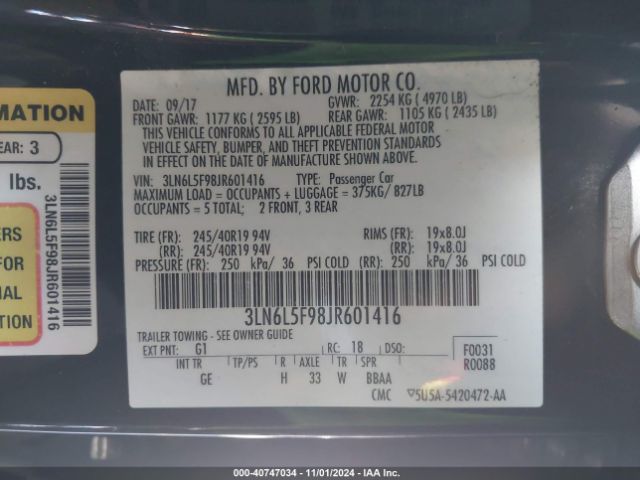 RMATION
EAR: 3
lbs.
ERS
FOR
IAL
ION
3LN6L5F98JR601416
MFD. BY FORD MOTOR CO.
DATE: 09/17 GVWR: 2254 KG ( 4970 LB)
FRONT GAWR: 1177 KG ( 2595 LB) REAR GAWR: 1105 KG ( 2435 LB)
THIS VEHICLE CONFORMS TO ALL APPLICABLE FEDERAL MOTOR
VEHICLE SAFETY, BUMPER, AND THEFT PREVENTION STANDARDS
IN EFFECT ON THE DATE OF MANUFACTURE SHOWN ABOVE.
VIN: 3LN6L5F98JR601416 TYPE: Passenger Car
MAXIMUM LOAD = OCCUPANTS + LUGGAGE = 375KG/ 827LB
OCCUPANTS = 5 TOTAL; 2 FRONT, 3 REAR
TIRE (FR): 245/40R19 94V RIMS (FR): 19x8.0J
(RR): 245/40R19 94V (RR): 19x8.0J
PRESSURE (FR): 250 kPa/ 36 PSI COLD (RR): 250 kPa/ 36 PSI COLD
3LN6L5F98JR601416
TRAILER TOWING - SEE OWNER GUIDE
EXT PNT: G1 RC: 18 DSO: F0031
R0088
INT TR TP/PS R AXLE TR SPR
GE H 33 W BBAA
CMC ▽5U5A-5420472-AA
000-40747034 - 11/01/2024 - IAA Inc.